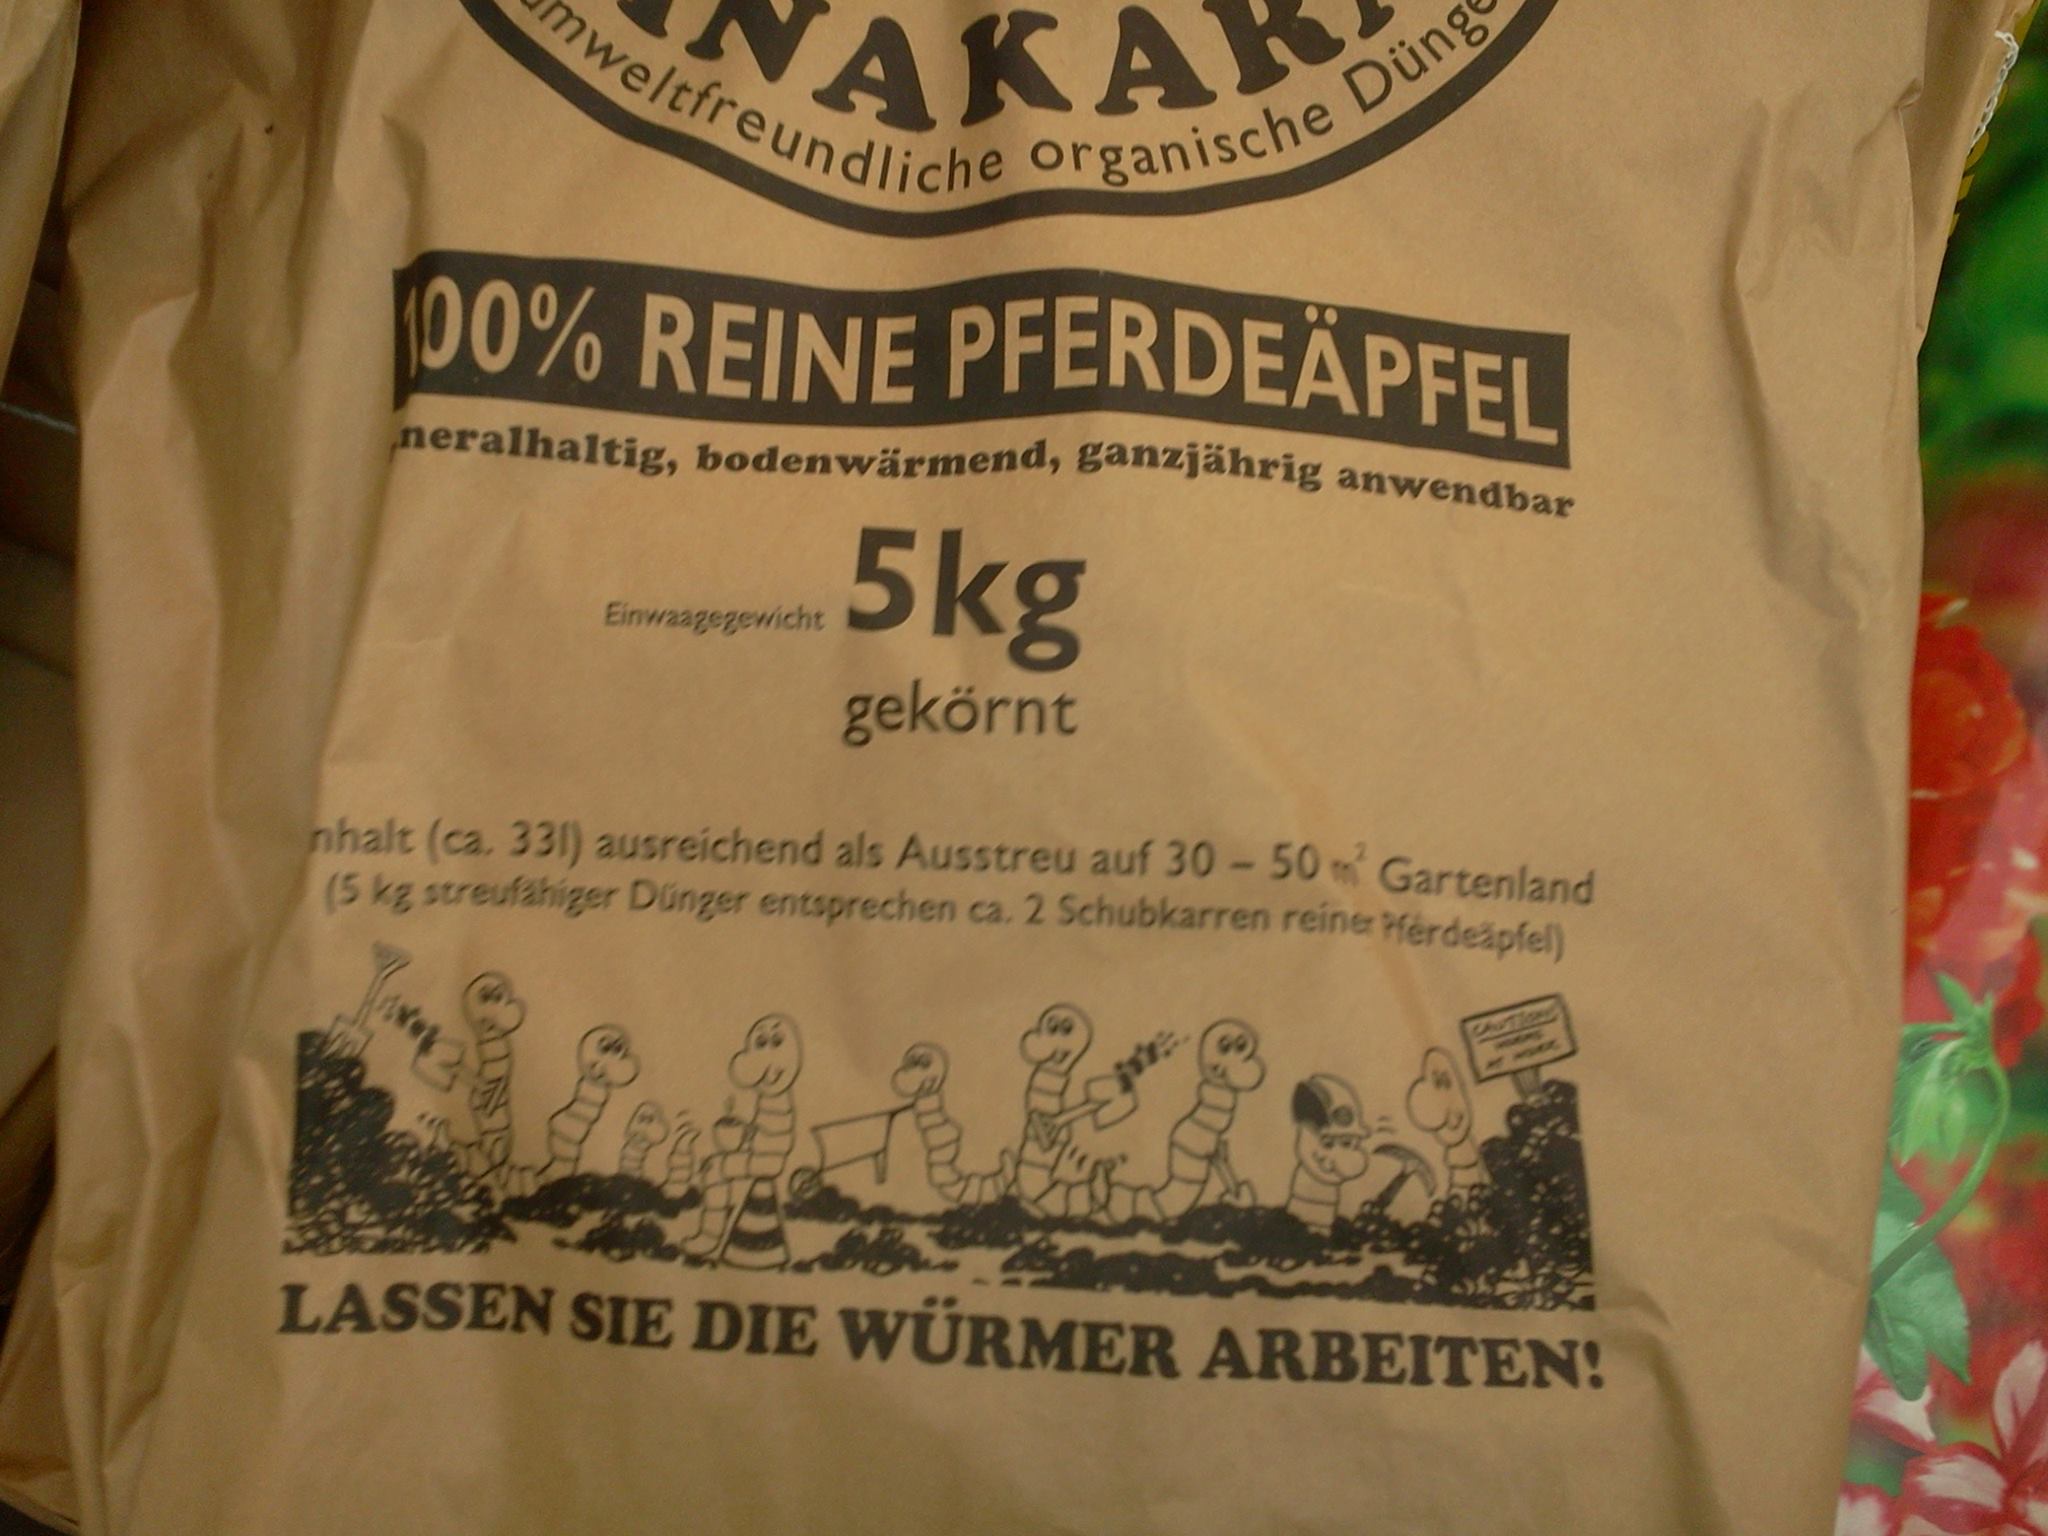 umweltfreundliche organische Dünge
100% REINE PFERDEÄPFEL
neralhaltig, bodenwärmend, ganzjährig anwendbar
Einwaagegewicht 5kg
gekörnt
nhalt (ca. 33l) ausreichend als Ausstreu auf 30 – 50 m² Gartenland
(5 kg streufähiger Dünger entsprechen ca. 2 Schubkarren reiner Pferdeäpfel)
CAUTION!
LASSEN SIE DIE WÜRMER ARBEITEN!